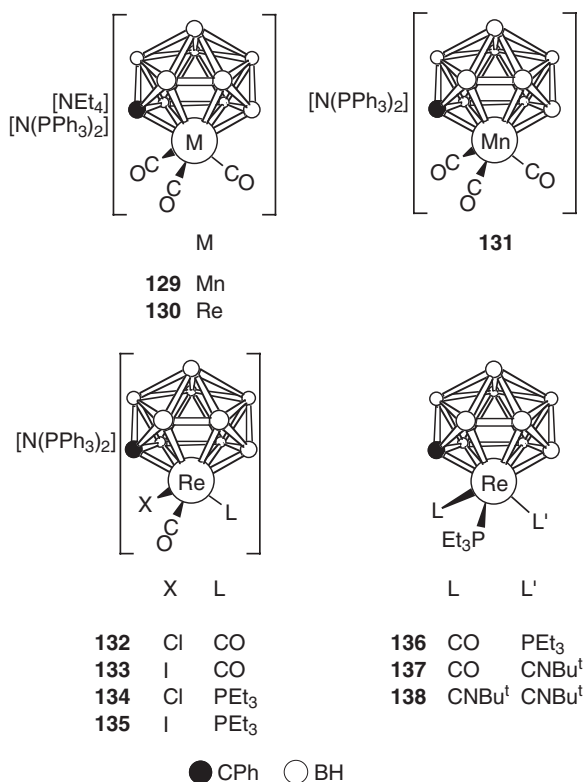 [NEt₄]
[N(PPh₃)₂]
M
OC
C
O
CO
M
129 Mn
130 Re
[N(PPh₃)₂]
Mn
OC
C
O
CO
131
[N(PPh₃)₂]
Re
X
C
O
L
X L
132 Cl CO
133 I CO
134 Cl PEt₃
135 I PEt₃
Re
L
Et₃P
L'
L L'
136 CO PEt₃
137 CO CNBuᵗ
138 CNBuᵗ CNBuᵗ
CPh BH